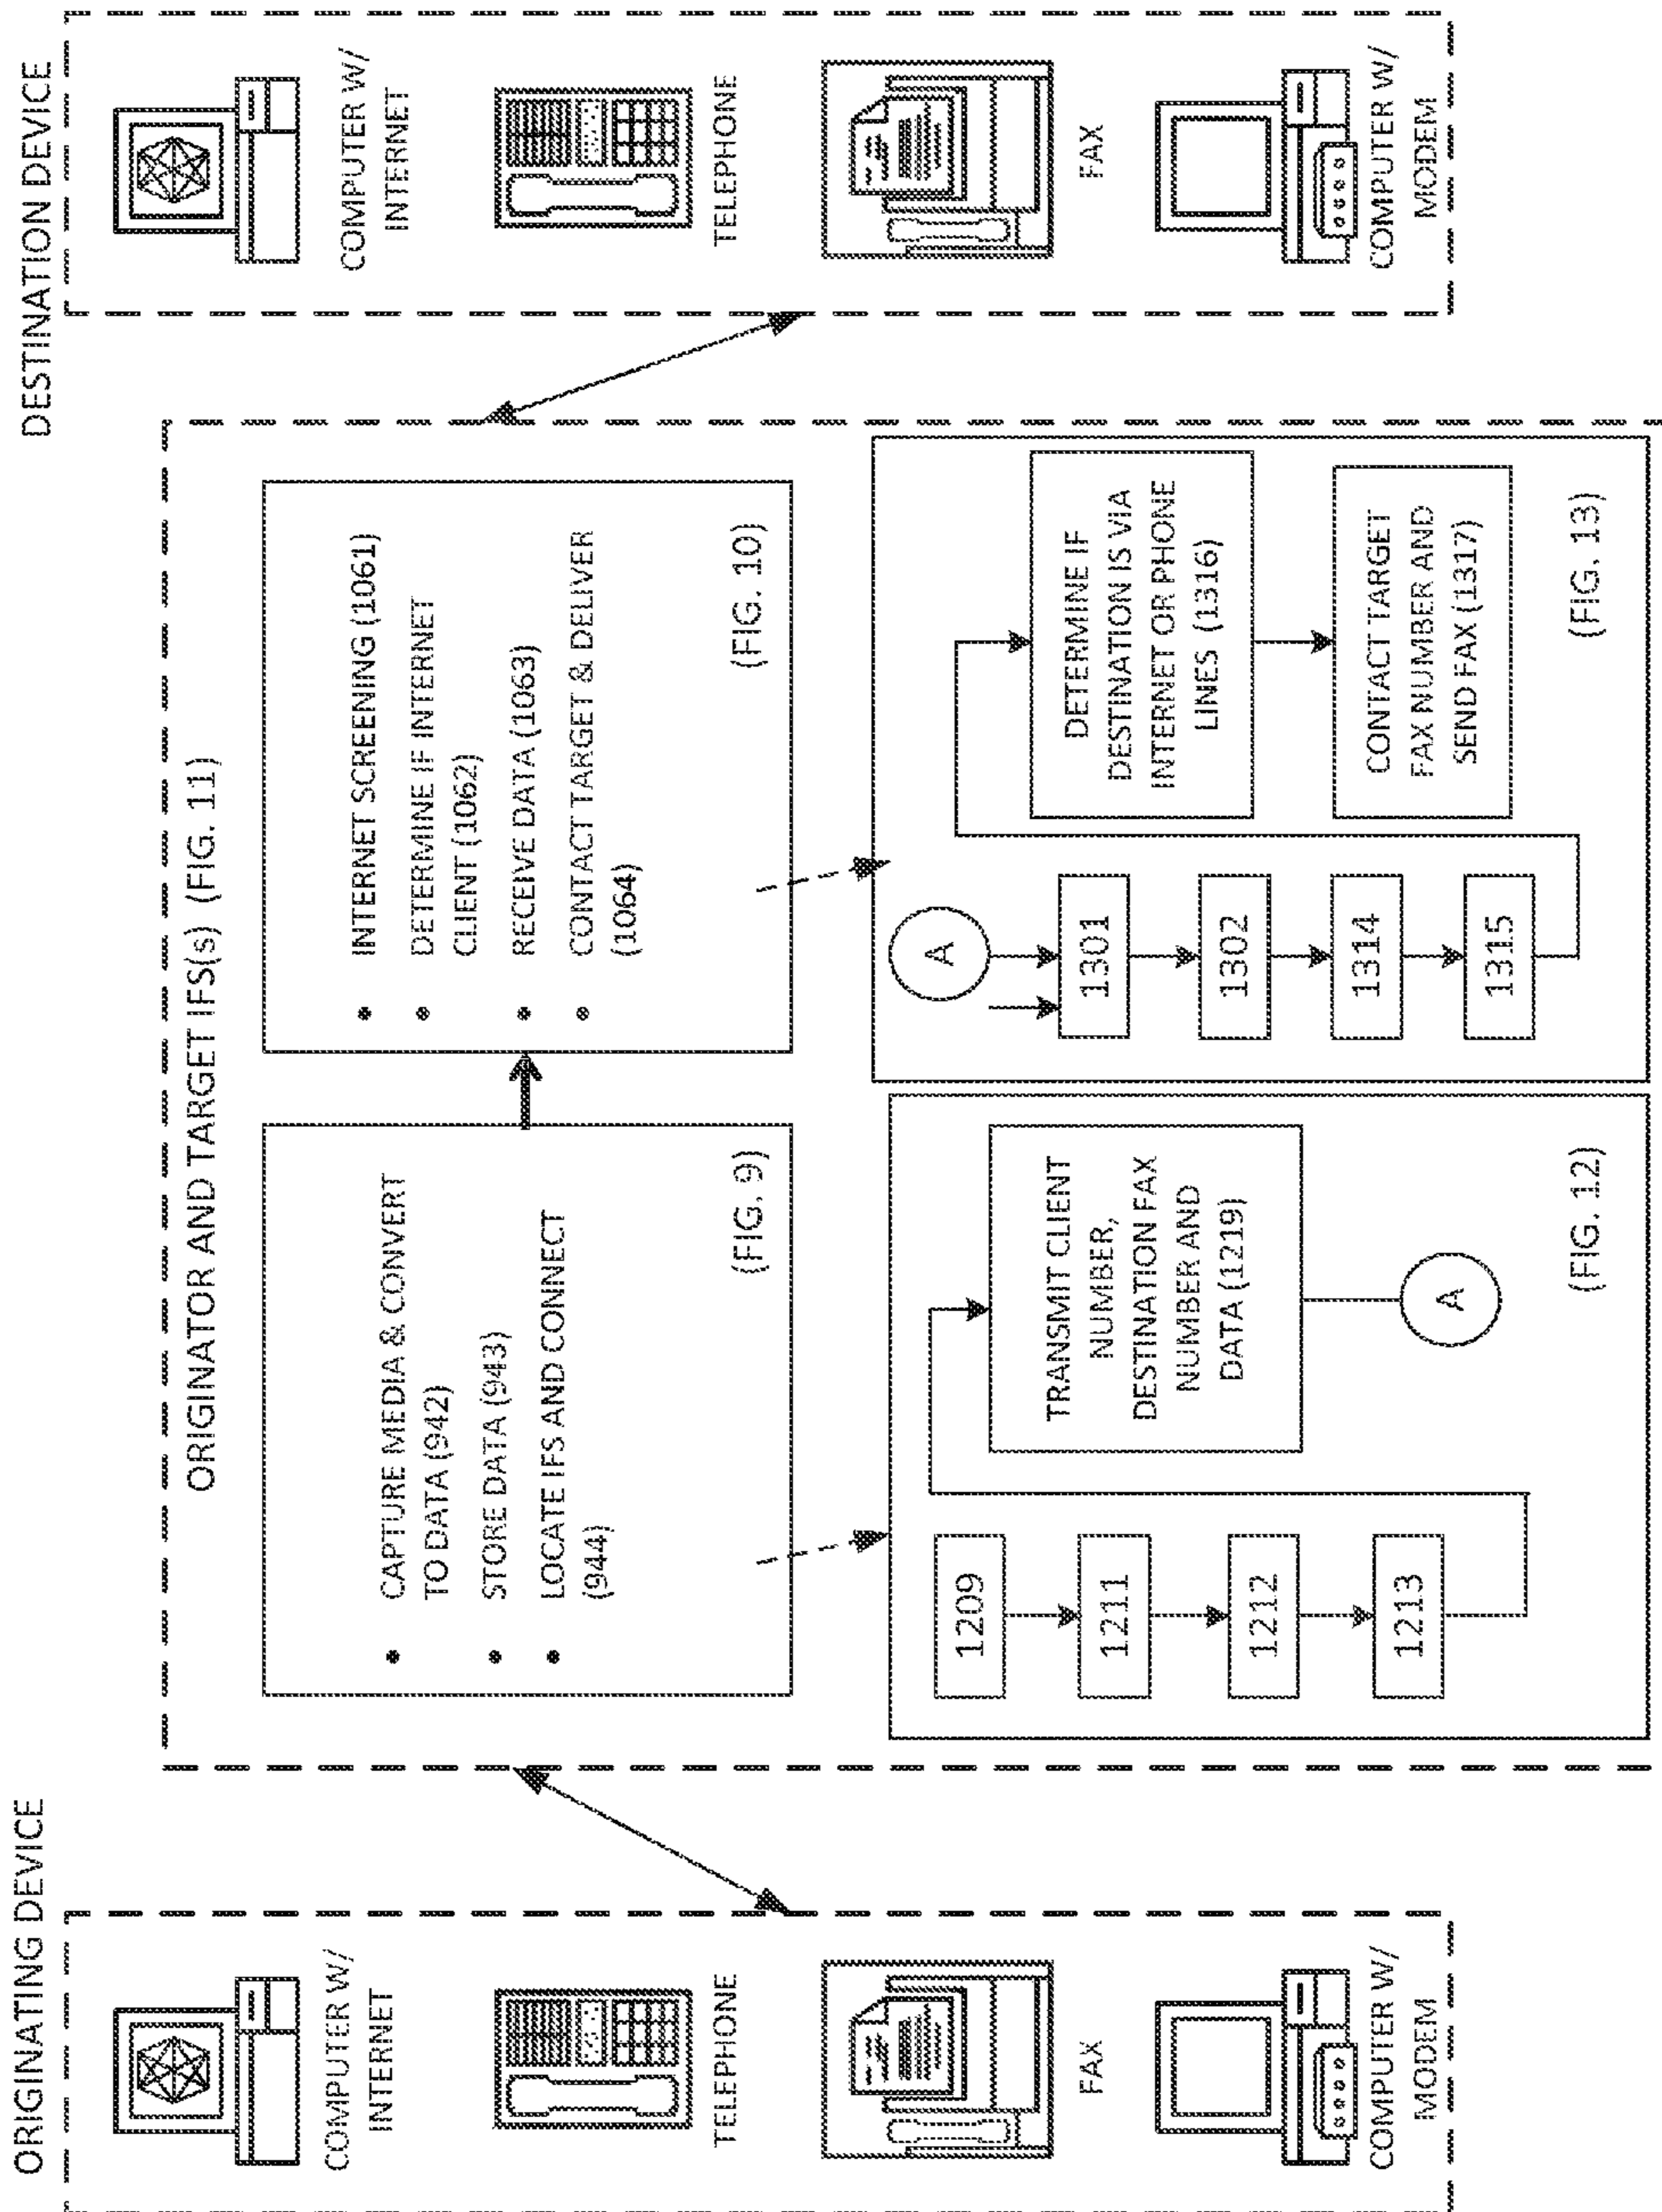 ORIGINATING DEVICE
COMPUTER W/
INTERNET
TELEPHONE
FAX
COMPUTER W/
MODEM
ORIGINATOR AND TARGET IFS(s) (FIG. 11)
• CAPTURE MEDIA & CONVERT
TO DATA (942)
• STORE DATA (943)
• LOCATE IFS AND CONNECT
(944)
(FIG. 9)
• INTERNET SCREENING (1061)
• DETERMINE IF INTERNET
CLIENT (1062)
• RECEIVE DATA (1063)
• CONTACT TARGET & DELIVER
(1064)
(FIG. 10)
1209
1211
1212
1213
TRANSMIT CLIENT
NUMBER,
DESTINATION FAX
NUMBER AND
DATA (1219)
A
(FIG. 12)
A
1301
1302
1314
1315
DETERMINE IF
DESTINATION IS VIA
INTERNET OR PHONE
LINES (1316)
CONTACT TARGET
FAX NUMBER AND
SEND FAX (1317)
(FIG. 13)
DESTINATION DEVICE
COMPUTER W/
INTERNET
TELEPHONE
FAX
COMPUTER W/
MODEM